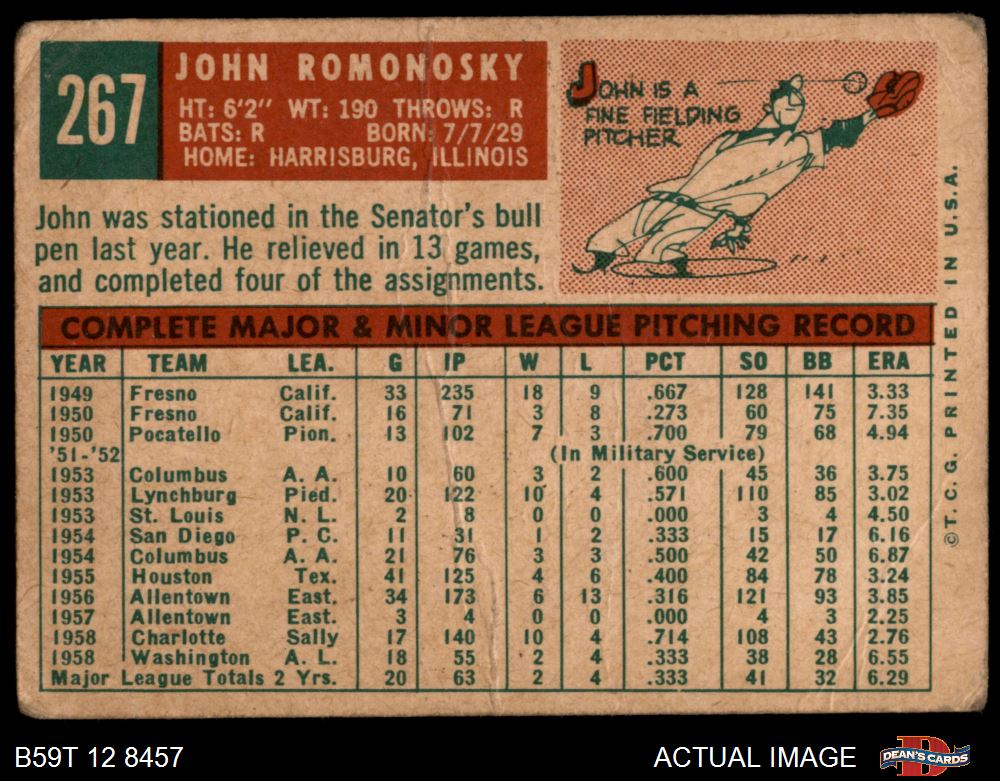 267
JOHN ROMONOSKY
HT: 6'2" WT: 190 THROWS: R
BATS: R BORN: 7/7/29
HOME: HARRISBURG, ILLINOIS
JOHN IS A
FINE FIELDING
PITCHER
John was stationed in the Senator's bull
pen last year. He relieved in 13 games,
and completed four of the assignments.
COMPLETE MAJOR & MINOR LEAGUE PITCHING RECORD
YEAR TEAM LEA. G IP W L PCT SO BB ERA
1949 Fresno Calif. 33 235 18 9 .667 128 141 3.33
1950 Fresno Calif. 16 71 3 8 .273 60 75 7.35
1950 Pocatello Pion. 13 102 7 3 .700 79 68 4.94
'51-'52 (In Military Service)
1953 Columbus A. A. 10 60 3 2 .600 45 36 3.75
1953 Lynchburg Pied. 20 122 10 4 .571 110 85 3.02
1953 St. Louis N. L. 2 8 0 0 .000 3 4 4.50
1954 San Diego P. C. 11 31 1 2 .333 15 17 6.16
1954 Columbus A. A. 21 76 3 3 .500 42 50 6.87
1955 Houston Tex. 41 125 4 6 .400 84 78 3.24
1956 Allentown East. 34 173 6 13 .316 121 93 3.85
1957 Allentown East. 3 4 0 0 .000 4 3 2.25
1958 Charlotte Sally 17 140 10 4 .714 108 43 2.76
1958 Washington A. L. 18 55 2 4 .333 38 28 6.55
Major League Totals 2 Yrs. 20 63 2 4 .333 41 32 6.29
©T.C.G. PRINTED IN U.S.A.
B59T 12 8457
ACTUAL IMAGE
D
DEAN'S CARDS